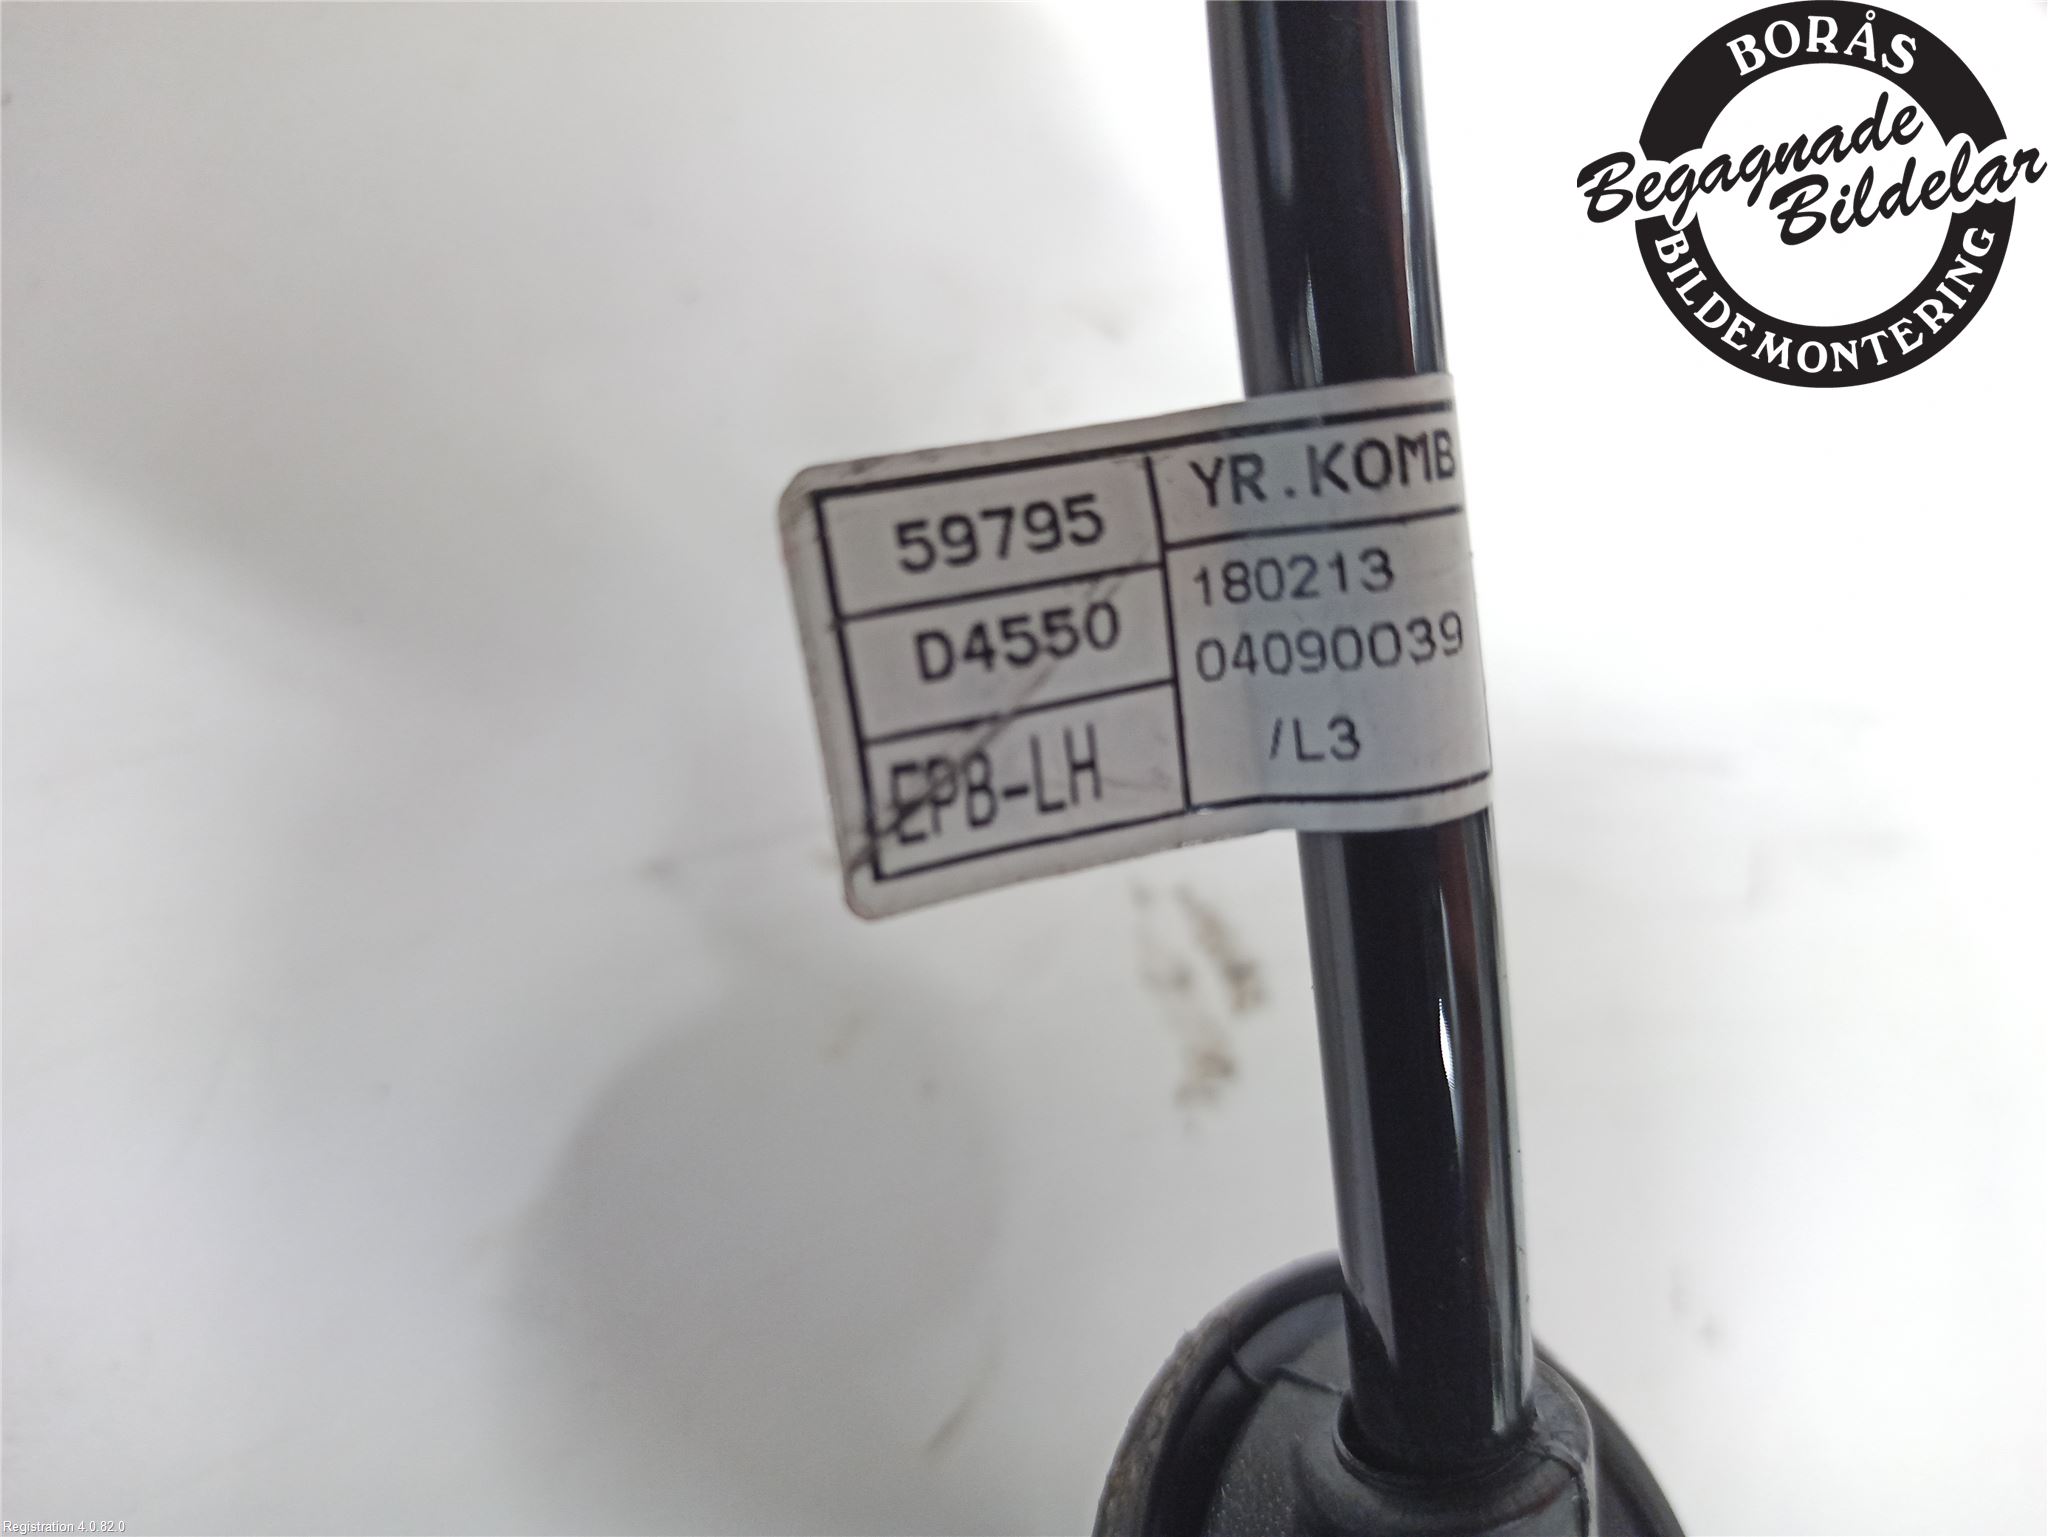 BORÅS
Begagnade
Bildelar
BILDEMONTERING
59795
D4550
EPB-LH
YR.KOMB
180213
04090039
/L3
Registration 4.0.82.0